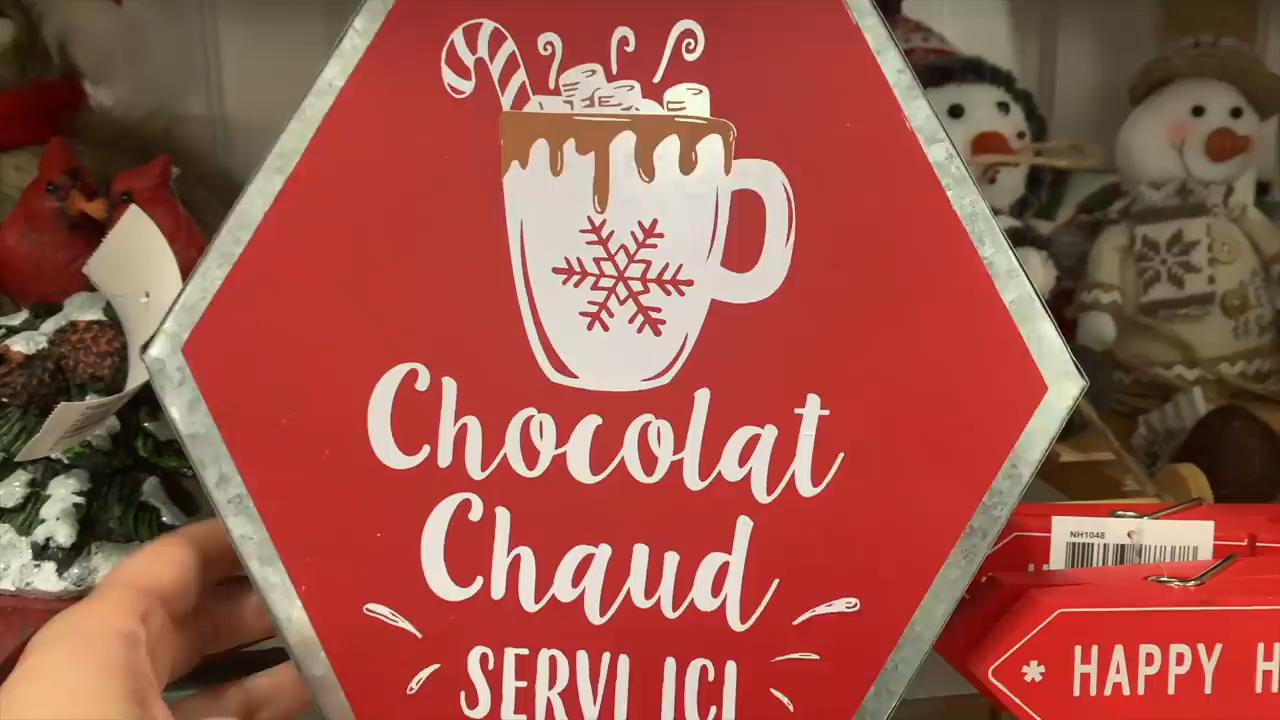 Chocolat
Chaud
SERVI ICI
NH1048
* HAPPY H